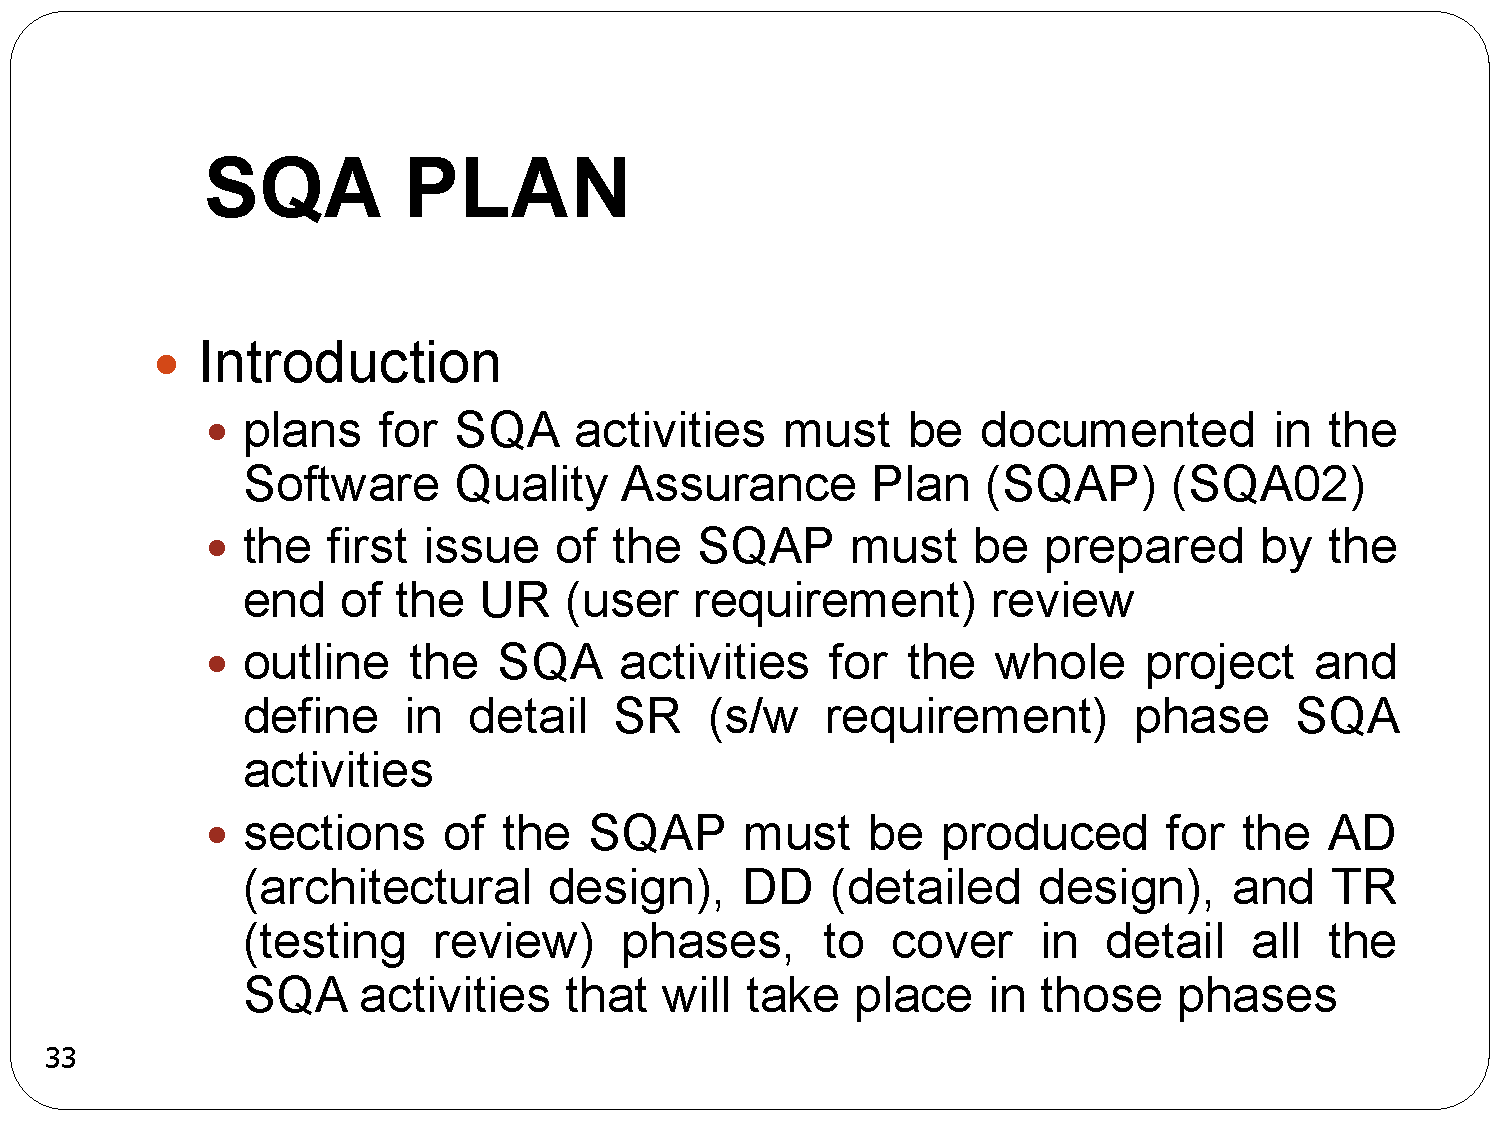 SQA PLAN
• Introduction
• plans for SQA activities must be documented in the
Software Quality Assurance Plan (SQAP) (SQA02)
• the first issue of the SQAP must be prepared by the
end of the UR (user requirement) review
• outline the SQA activities for the whole project and
define in detail SR (s/w requirement) phase SQA
activities
• sections of the SQAP must be produced for the AD
(architectural design), DD (detailed design), and TR
(testing review) phases, to cover in detail all the
SQA activities that will take place in those phases
33